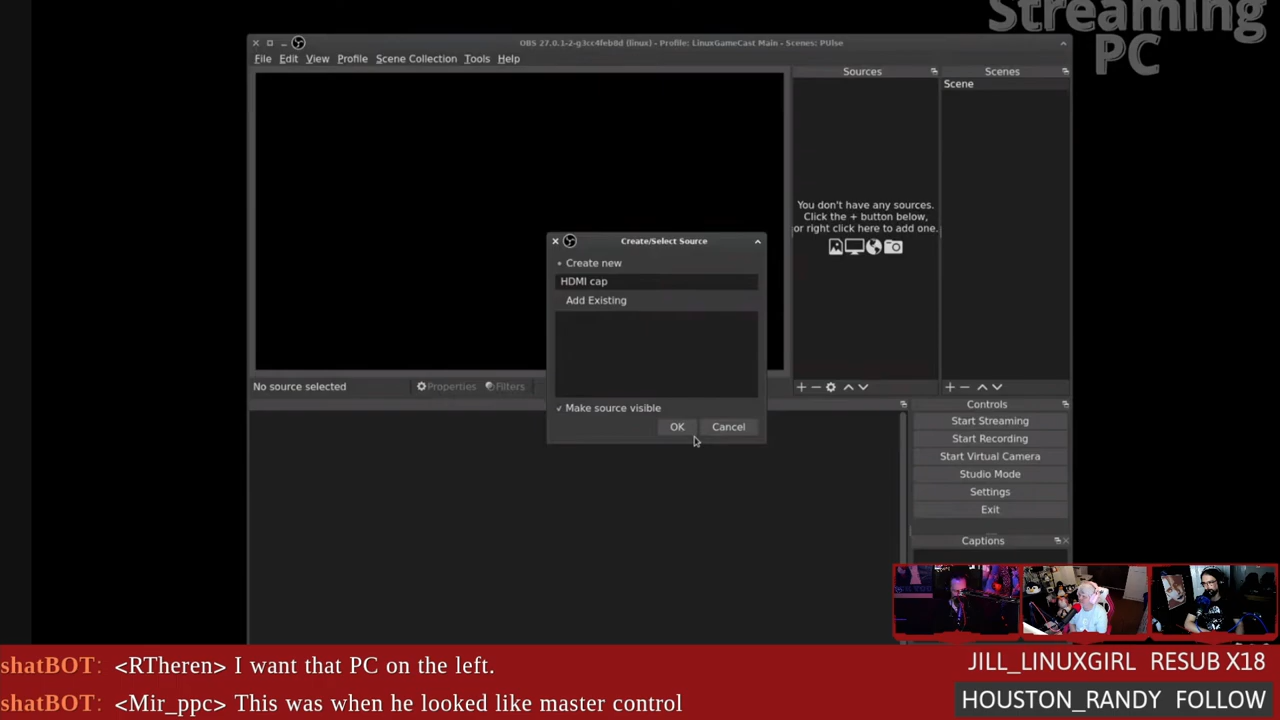 Streaming
PC
OBS 27.0.1-2-g3cc4feb8d (linux) - Profile: LinuxGameCast Main - Scenes: PUlse
File Edit View Profile Scene Collection Tools Help
Sources
Scenes
Scene
You don't have any sources.
Click the + button below,
or right click here to add one.
Create/Select Source
Create new
HDMI cap
Add Existing
Make source visible
OK Cancel
No source selected
Properties Filters
Controls
Start Streaming
Start Recording
Start Virtual Camera
Studio Mode
Settings
Exit
Captions
shatBOT: <RTheren> I want that PC on the left.
shatBOT: <Mir_ppc> This was when he looked like master control
JILL_LINUXGIRL RESUB X18
HOUSTON_RANDY FOLLOW